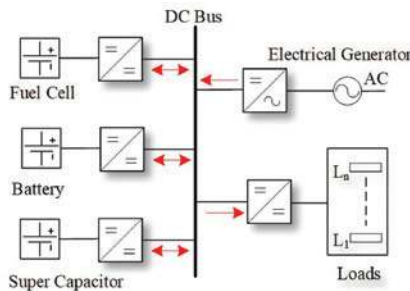 DC Bus
Electrical Generator
AC
Fuel Cell
Battery
Super Capacitor
Ln
L1
Loads